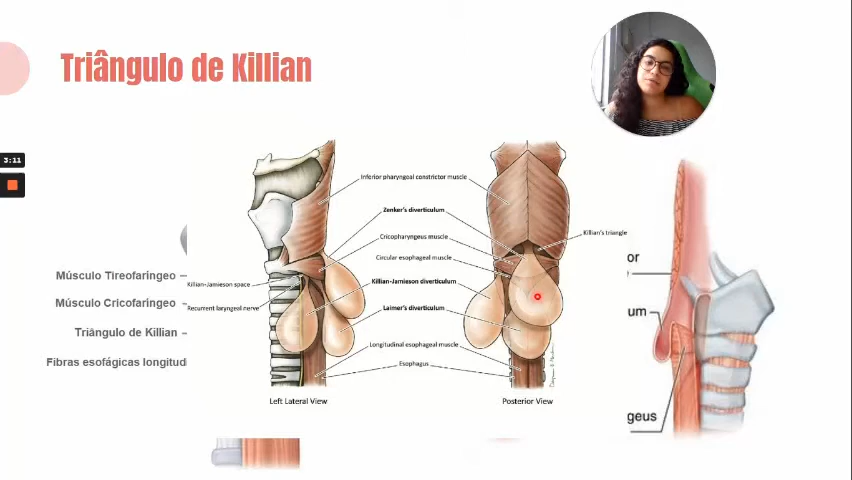 Triângulo de Killian
3:11
Inferior pharyngeal constrictor muscle
Zenker's diverticulum
Killian's triangle
Cricopharyngeus muscle
Circular esophageal muscle
or
Músculo Tireofaringeo
Killian-Jamieson space
Killian-Jamieson diverticulum
Músculo Cricofaringeo
Recurrent laryngeal nerve
Laimer's diverticulum
um
Triângulo de Killian
Longitudinal esophageal muscle
Fibras esofágicas longitud
Esophagus
Left Lateral View
Posterior View
geus